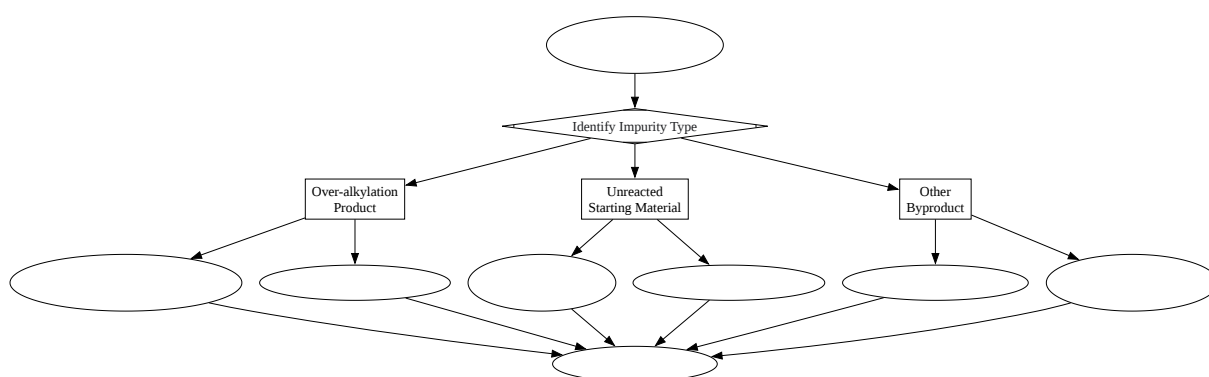 Identify Impurity Type
Over-alkylation
Product
Unreacted
Starting Material
Other
Byproduct